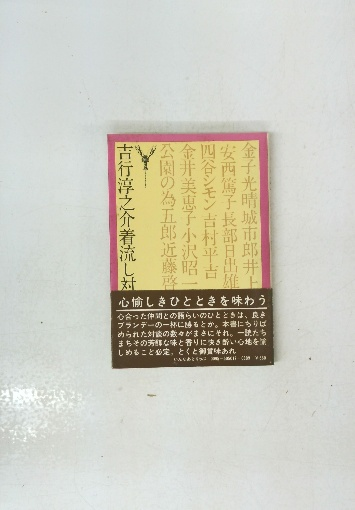 金子光晴城市郎井上
安西篤子長部日出雄
四谷シモン吉村平吉
金井美恵子小沢昭一
公園の為五郎近藤啓
吉行淳之介着流し対
心愉しきひとときを味わう
心合った仲間との語らいのひとときは、良き
ブランデーの一杯に勝るとか。本書にちりば
められた対談の数々がまさにそれ。一読たち
まちその芳醇な味と香りに快き酔い心地を愉
しめること必定、とくと御賞味あれ